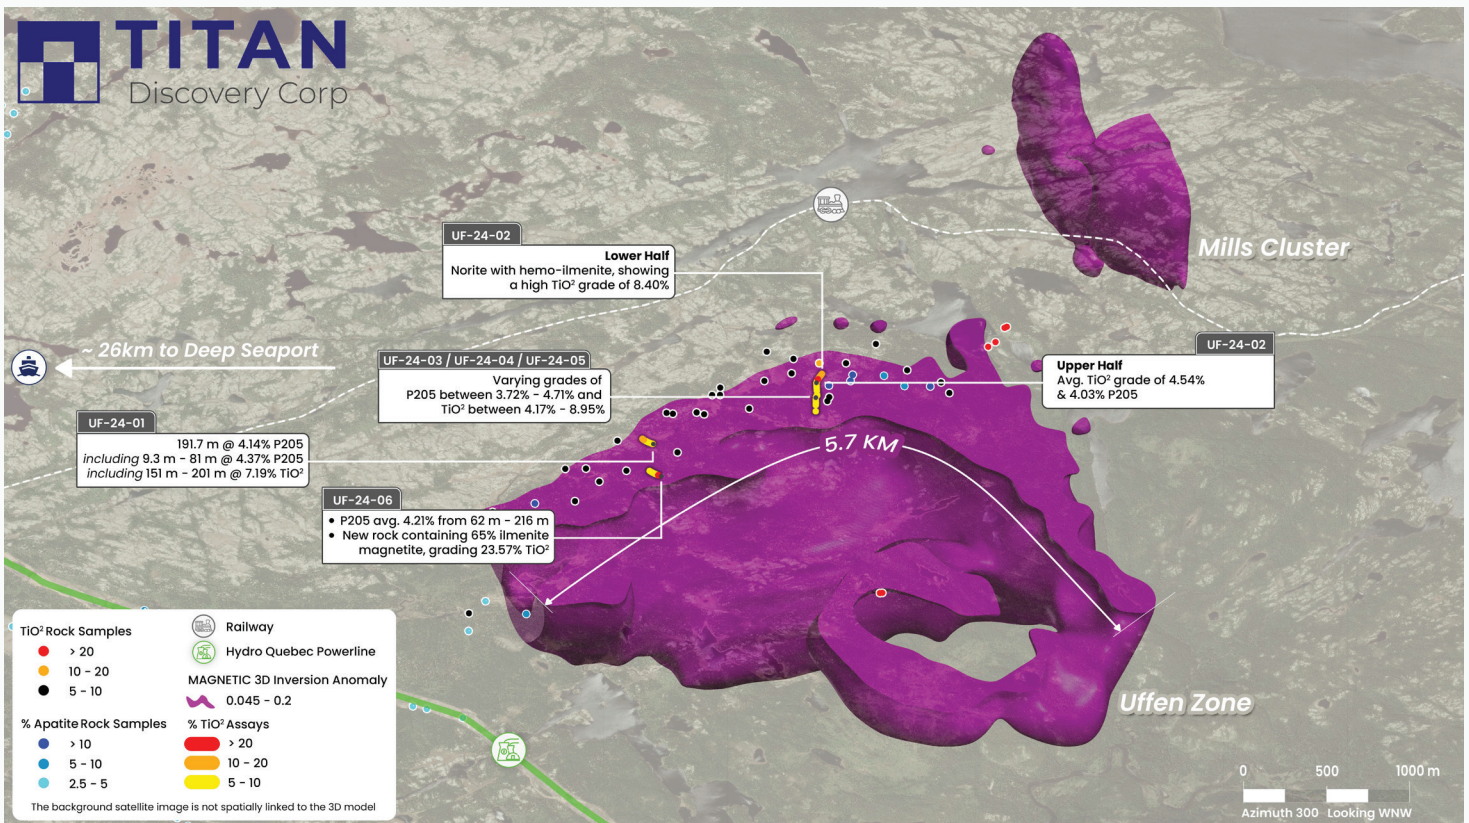 TITAN
Discovery Corp
UF-24-02
Lower Half
Norite with hemo-ilmenite, showing
a high TiO² grade of 8.40%
Mills Cluster
~ 26km to Deep Seaport
UF-24-03 / UF-24-04 / UF-24-05
Varying grades of
P205 between 3.72% - 4.71% and
TiO² between 4.17% - 8.95%
UF-24-02
Upper Half
Avg. TiO² grade of 4.54%
& 4.03% P205
UF-24-01
191.7 m @ 4.14% P205
including 9.3 m - 81 m @ 4.37% P205
including 151 m - 201 m @ 7.19% TiO²
5.7 KM
UF-24-06
• P205 avg. 4.21% from 62 m - 216 m
• New rock containing 65% ilmenite
magnetite, grading 23.57% TiO²
Uffen Zone
TiO² Rock Samples
> 20
10 - 20
5 - 10
% Apatite Rock Samples
> 10
5 - 10
2.5 - 5
Railway
Hydro Quebec Powerline
MAGNETIC 3D Inversion Anomaly
0.045 - 0.2
% TiO² Assays
> 20
10 - 20
5 - 10
The background satellite image is not spatially linked to the 3D model
0 500 1000 m
Azimuth 300 Looking WNW